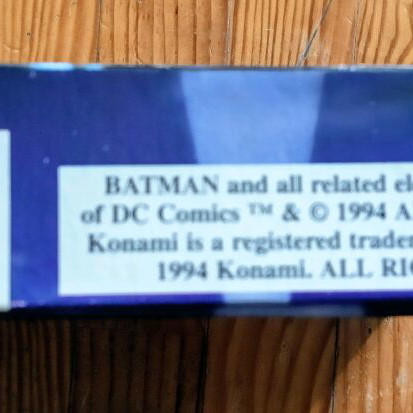 BATMAN and all related el
of DC Comics ™ & © 1994 A
Konami is a registered trade
1994 Konami. ALL RI